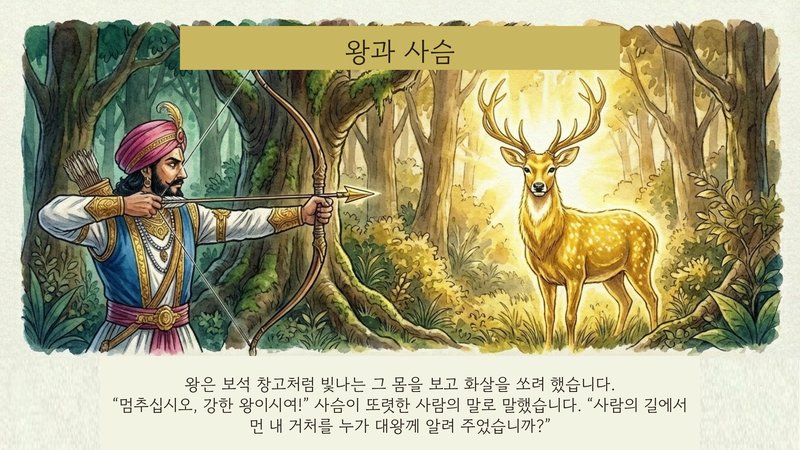 왕과 사슴
왕은 보석 창고처럼 빛나는 그 몸을 보고 화살을 쏘려 했습니다.
“멈추십시오, 강한 왕이시여!” 사슴이 또렷한 사람의 말로 말했습니다. “사람의 길에서
먼 내 거처를 누가 대왕께 알려 주었습니까?”